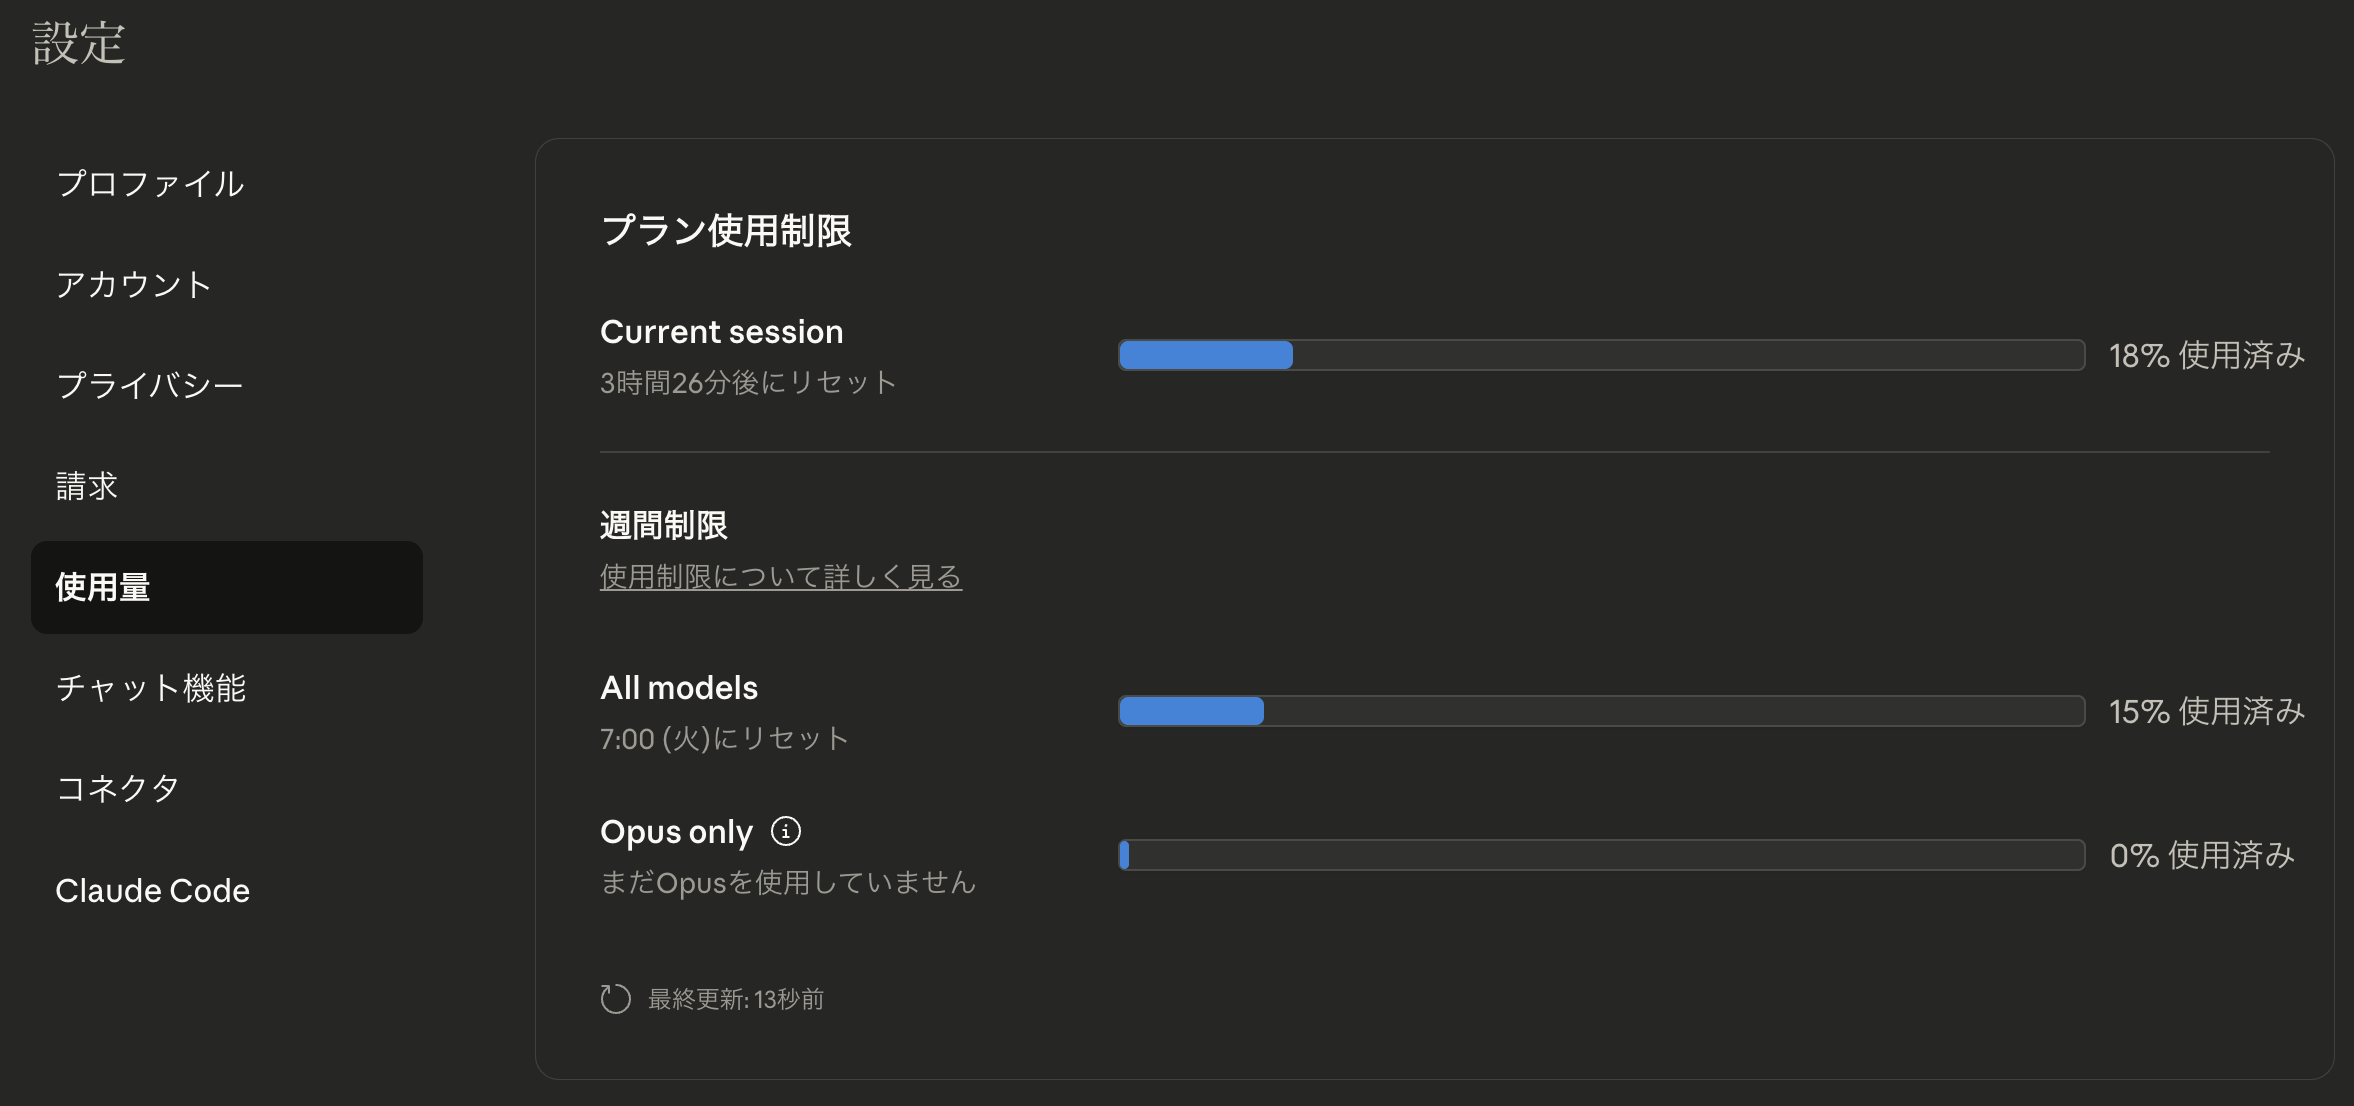 設定
プロファイル
アカウント
プライバシー
請求
使用量
チャット機能
コネクタ
Claude Code
プラン使用制限
Current session
3時間26分後にリセット
18% 使用済み
週間制限
使用制限について詳しく見る
All models
7:00 (火)にリセット
15% 使用済み
Opus only
まだOpusを使用していません
0% 使用済み
最終更新: 13秒前